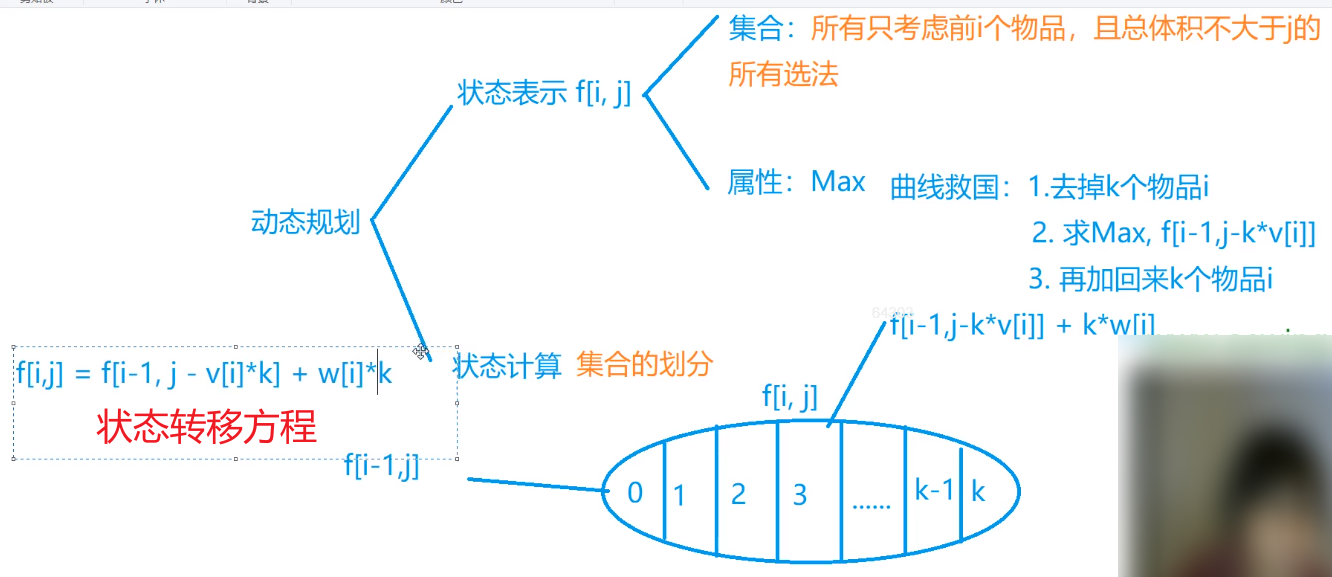 集合：所有只考虑前i个物品，且总体积不大于j的
所有选法
状态表示 f[i, j]
属性：Max
曲线救国：1.去掉k个物品i
2. 求Max, f[i-1,j-k*v[i]]
3. 再加回来k个物品i
动态规划
f[i-1,j-k*v[i]] + k*w[i]
状态计算 集合的划分
f[i,j] = f[i-1, j - v[i]*k] + w[i]*k
状态转移方程
f[i, j]
f[i-1,j]
0 1 2 3 ...... k-1 k